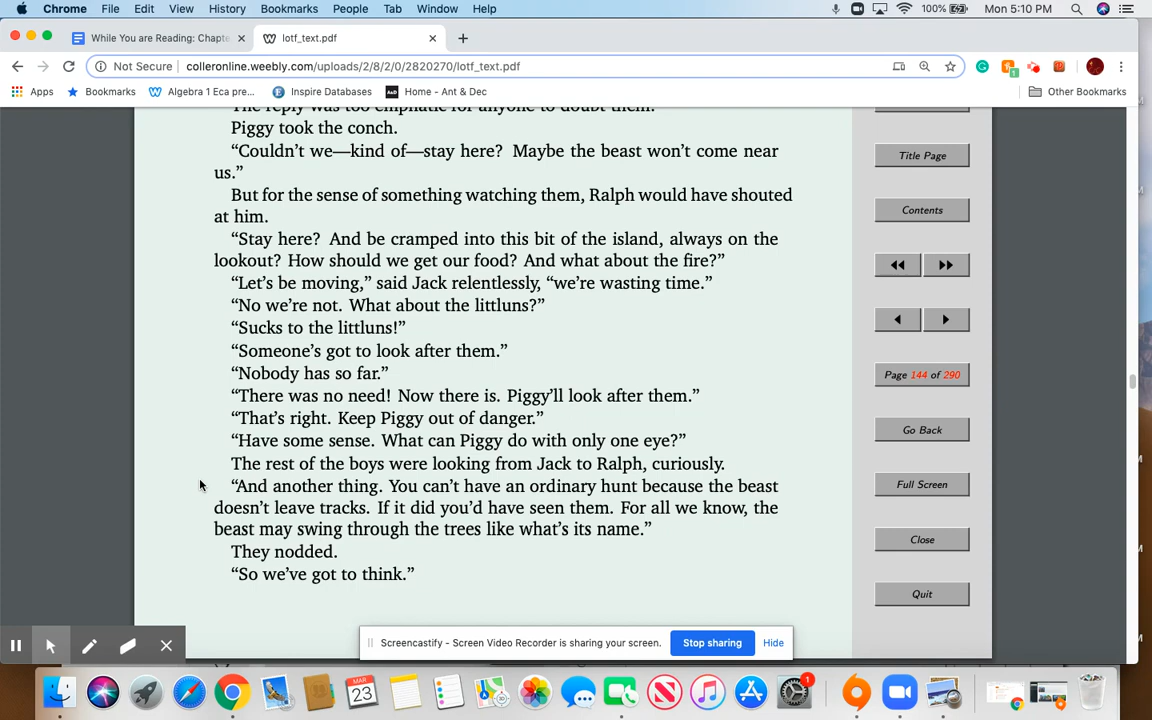 Chrome File Edit View History Bookmarks People Tab Window Help 100% Mon 5:10 PM
While You are Reading: Chapte × lotf_text.pdf × +
Not Secure colleronline.weebly.com/uploads/2/8/2/0/2820270/lotf_text.pdf
Apps Bookmarks Algebra 1 Eca pre... Inspire Databases Home - Ant & Dec Other Bookmarks
The reply was too emphatic for anyone to doubt them.
Piggy took the conch.
“Couldn’t we—kind of—stay here? Maybe the beast won’t come near
us.”
But for the sense of something watching them, Ralph would have shouted
at him.
“Stay here? And be cramped into this bit of the island, always on the
lookout? How should we get our food? And what about the fire?”
“Let’s be moving,” said Jack relentlessly, “we’re wasting time.”
“No we’re not. What about the littluns?”
“Sucks to the littluns!”
“Someone’s got to look after them.”
“Nobody has so far.”
“There was no need! Now there is. Piggy’ll look after them.”
“That’s right. Keep Piggy out of danger.”
“Have some sense. What can Piggy do with only one eye?”
The rest of the boys were looking from Jack to Ralph, curiously.
“And another thing. You can’t have an ordinary hunt because the beast
doesn’t leave tracks. If it did you’d have seen them. For all we know, the
beast may swing through the trees like what’s its name.”
They nodded.
“So we’ve got to think.”
Title Page
Contents
Page 144 of 290
Go Back
Full Screen
Close
Quit
Screencastify - Screen Video Recorder is sharing your screen. Stop sharing Hide
MAR
23
1